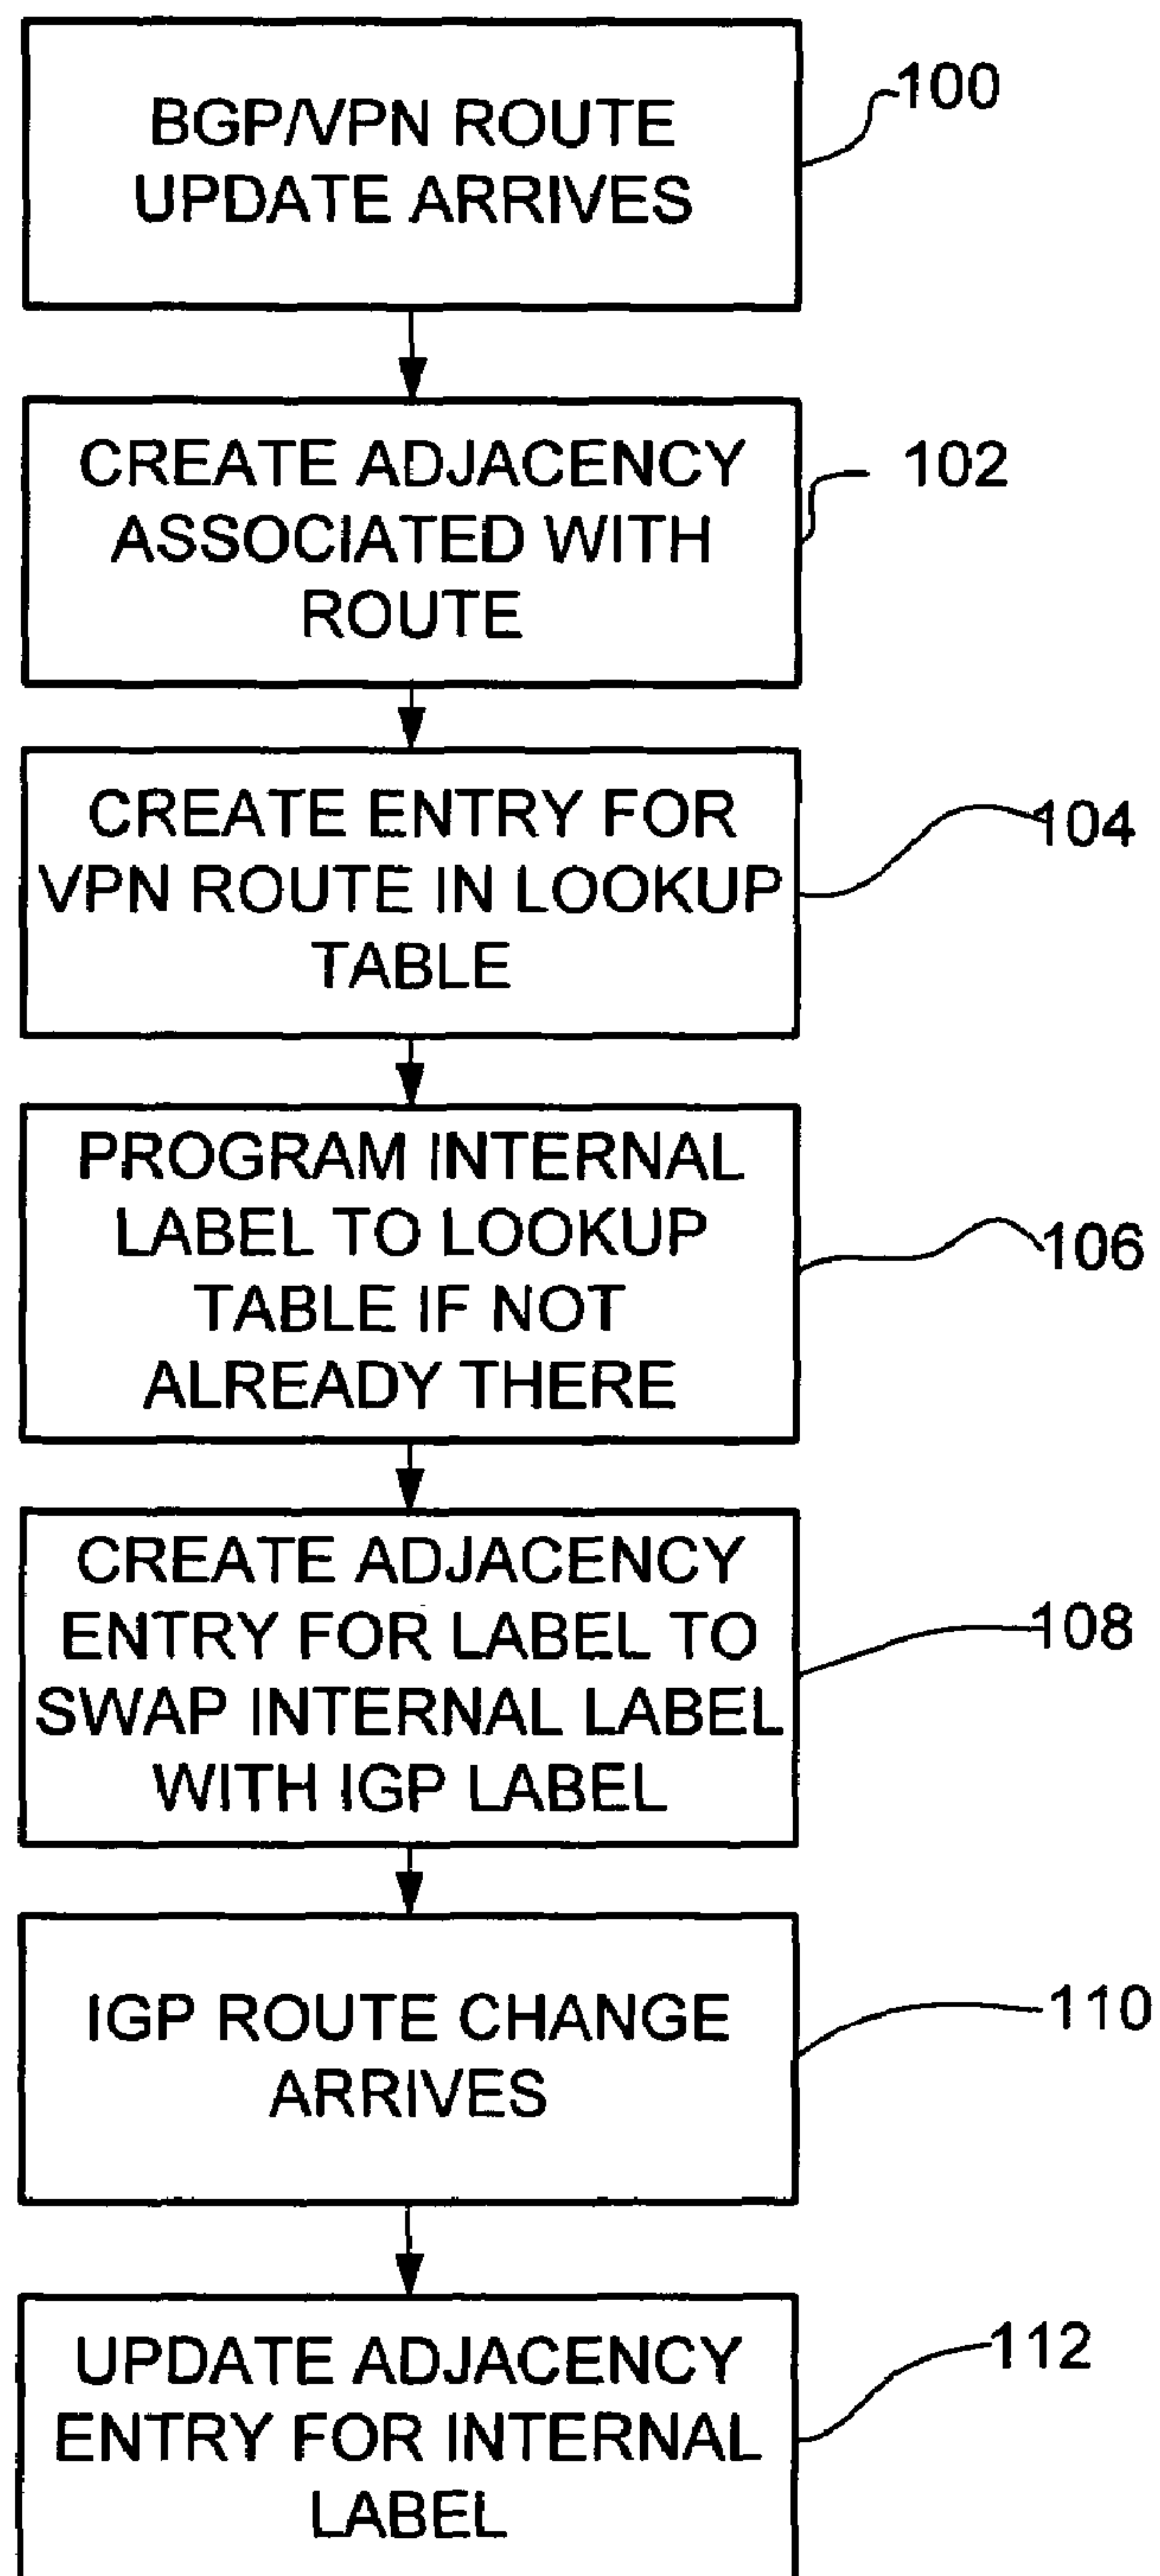 BGP/VPN ROUTE
UPDATE ARRIVES
100
CREATE ADJACENCY
ASSOCIATED WITH
ROUTE
102
CREATE ENTRY FOR
VPN ROUTE IN LOOKUP
TABLE
104
PROGRAM INTERNAL
LABEL TO LOOKUP
TABLE IF NOT
ALREADY THERE
106
CREATE ADJACENCY
ENTRY FOR LABEL TO
SWAP INTERNAL LABEL
WITH IGP LABEL
108
IGP ROUTE CHANGE
ARRIVES
110
UPDATE ADJACENCY
ENTRY FOR INTERNAL
LABEL
112